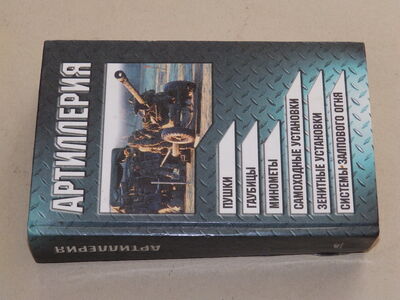 АРТИЛЛЕРИЯ
ПУШКИ
ГАУБИЦЫ
МИНОМЕТЫ
САМОХОДНЫЕ УСТАНОВКИ
ЗЕНИТНЫЕ УСТАНОВКИ
СИСТЕМЫ ЗАЛПОВОГО ОГНЯ
АРТИЛЛЕРИЯ